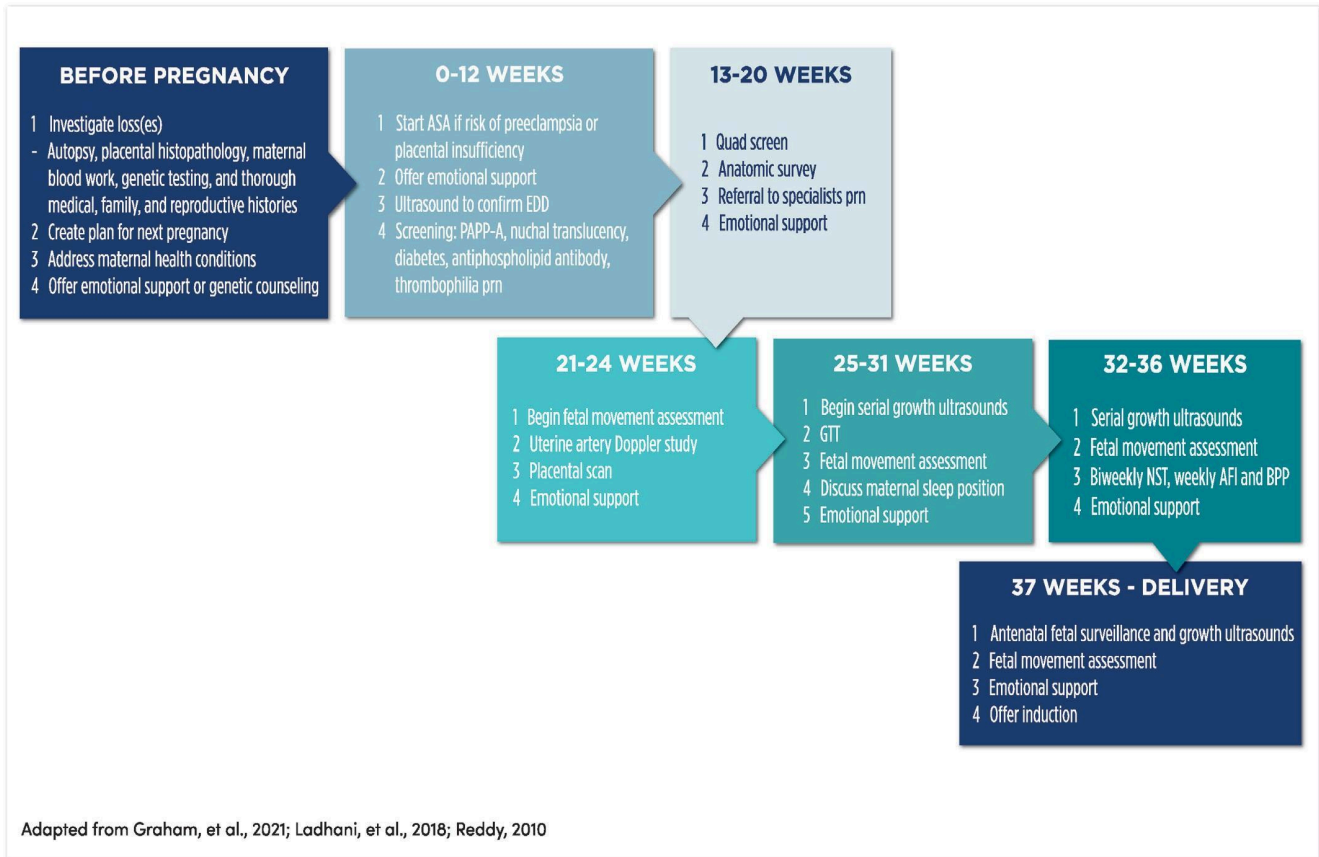 BEFORE PREGNANCY
1 Investigate loss(es)
- Autopsy, placental histopathology, maternal
blood work, genetic testing, and thorough
medical, family, and reproductive histories
2 Create plan for next pregnancy
3 Address maternal health conditions
4 Offer emotional support or genetic counseling
0-12 WEEKS
1 Start ASA if risk of preeclampsia or
placental insufficiency
2 Offer emotional support
3 Ultrasound to confirm EDD
4 Screening: PAPP-A, nuchal translucency,
diabetes, antiphospholipid antibody,
thrombophilia prn
13-20 WEEKS
1 Quad screen
2 Anatomic survey
3 Referral to specialists prn
4 Emotional support
21-24 WEEKS
1 Begin fetal movement assessment
2 Uterine artery Doppler study
3 Placental scan
4 Emotional support
25-31 WEEKS
1 Begin serial growth ultrasounds
2 GTT
3 Fetal movement assessment
4 Discuss maternal sleep position
5 Emotional support
32-36 WEEKS
1 Serial growth ultrasounds
2 Fetal movement assessment
3 Biweekly NST, weekly AFI and BPP
4 Emotional support
37 WEEKS - DELIVERY
1 Antenatal fetal surveillance and growth ultrasounds
2 Fetal movement assessment
3 Emotional support
4 Offer induction
Adapted from Graham, et al., 2021; Ladhani, et al., 2018; Reddy, 2010